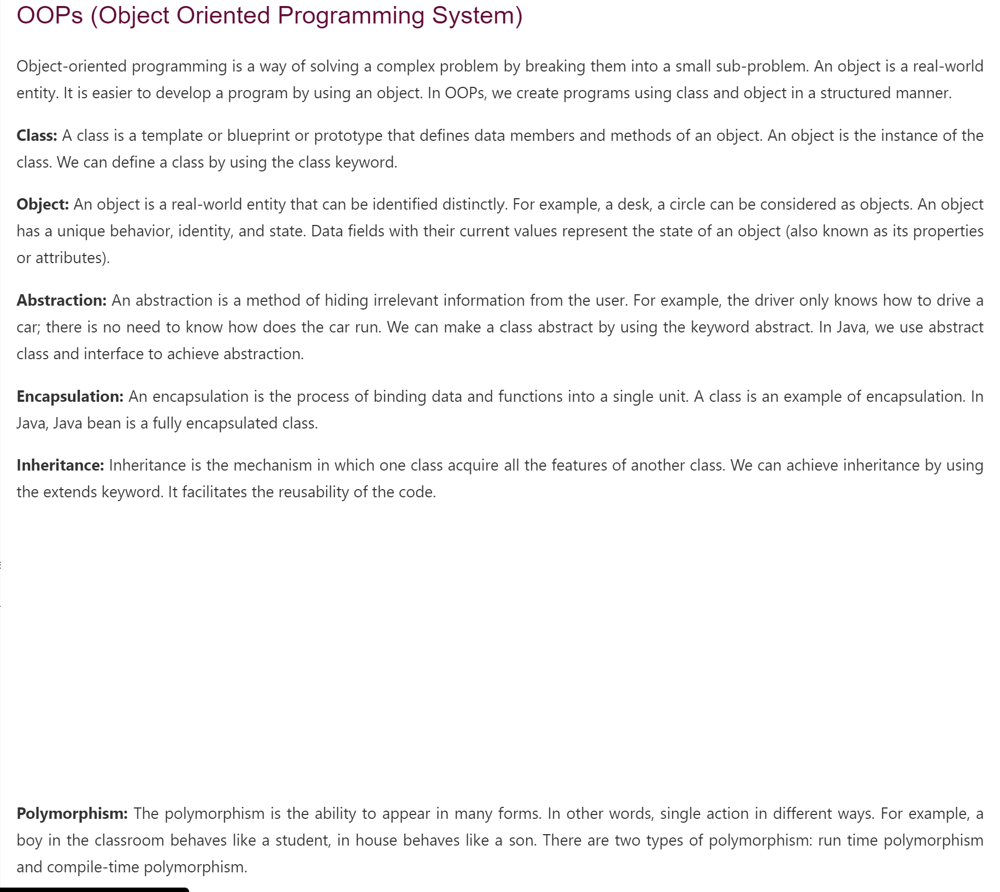 OOPs (Object Oriented Programming System)
Object-oriented programming is a way of solving a complex problem by breaking them into a small sub-problem. An object is a real-world
entity. It is easier to develop a program by using an object. In OOPs, we create programs using class and object in a structured manner.
Class: A class is a template or blueprint or prototype that defines data members and methods of an object. An object is the instance of the
class. We can define a class by using the class keyword.
Object: An object is a real-world entity that can be identified distinctly. For example, a desk, a circle can be considered as objects. An object
has a unique behavior, identity, and state. Data fields with their current values represent the state of an object (also known as its properties
or attributes).
Abstraction: An abstraction is a method of hiding irrelevant information from the user. For example, the driver only knows how to drive a
car; there is no need to know how does the car run. We can make a class abstract by using the keyword abstract. In Java, we use abstract
class and interface to achieve abstraction.
Encapsulation: An encapsulation is the process of binding data and functions into a single unit. A class is an example of encapsulation. In
Java, Java bean is a fully encapsulated class.
Inheritance: Inheritance is the mechanism in which one class acquire all the features of another class. We can achieve inheritance by using
the extends keyword. It facilitates the reusability of the code.
Polymorphism: The polymorphism is the ability to appear in many forms. In other words, single action in different ways. For example, a
boy in the classroom behaves like a student, in house behaves like a son. There are two types of polymorphism: run time polymorphism
and compile-time polymorphism.